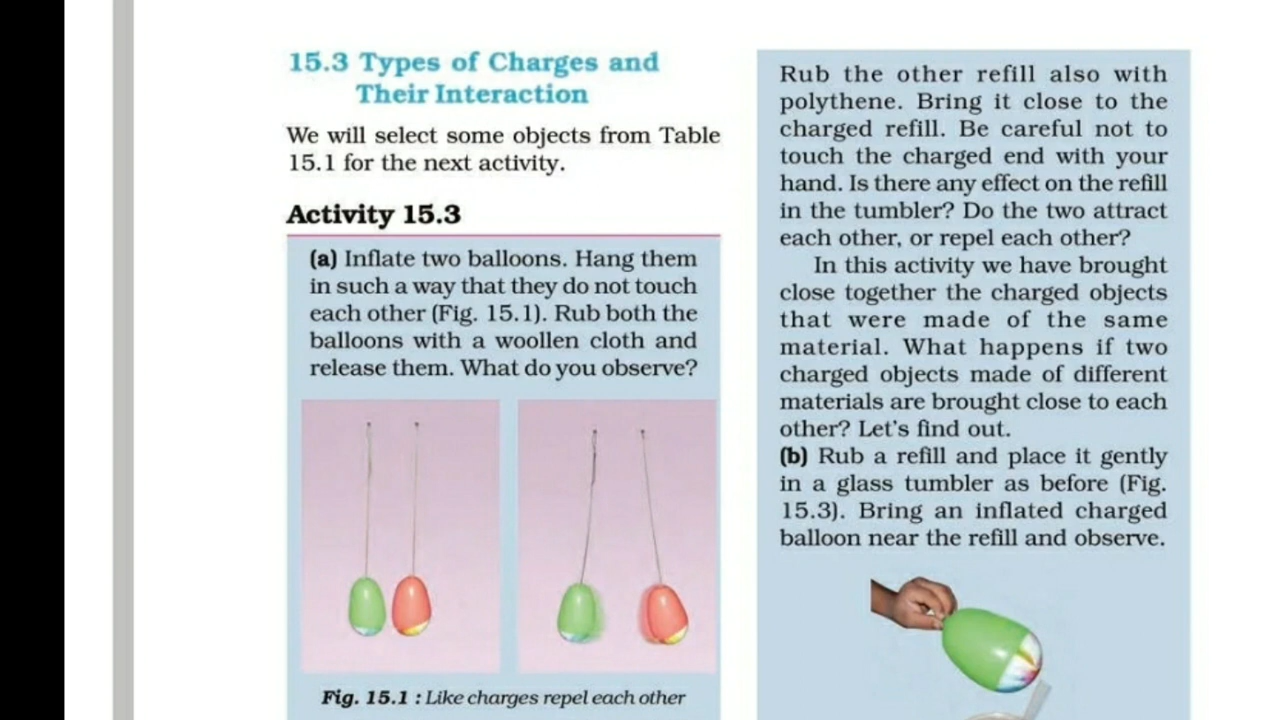 15.3 Types of Charges and
Their Interaction
We will select some objects from Table
15.1 for the next activity.
Activity 15.3
(a) Inflate two balloons. Hang them
in such a way that they do not touch
each other (Fig. 15.1). Rub both the
balloons with a woollen cloth and
release them. What do you observe?
Fig. 15.1 : Like charges repel each other
Rub the other refill also with
polythene. Bring it close to the
charged refill. Be careful not to
touch the charged end with your
hand. Is there any effect on the refill
in the tumbler? Do the two attract
each other, or repel each other?
In this activity we have brought
close together the charged objects
that were made of the same
material. What happens if two
charged objects made of different
materials are brought close to each
other? Let's find out.
(b) Rub a refill and place it gently
in a glass tumbler as before (Fig.
15.3). Bring an inflated charged
balloon near the refill and observe.